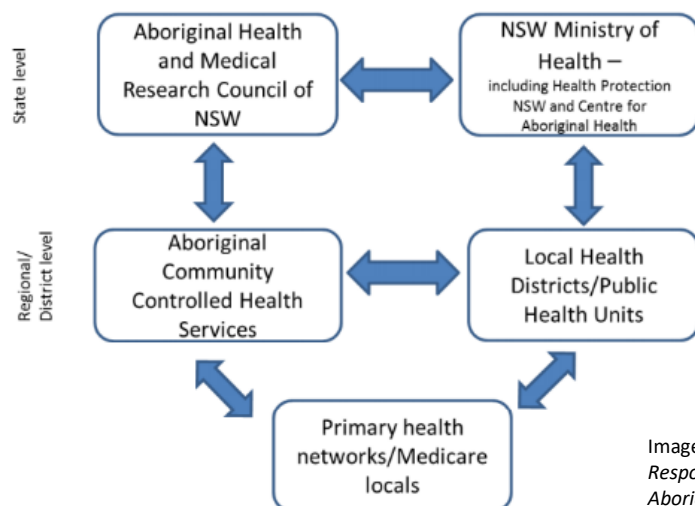 State level
Aboriginal Health
and Medical
Research Council of
NSW
NSW Ministry of
Health –
including Health Protection
NSW and Centre for
Aboriginal Health
Regional/
District level
Aboriginal
Community
Controlled Health
Services
Local Health
Districts/Public
Health Units
Primary health
networks/Medicare
locals
Image
Respo
Abori